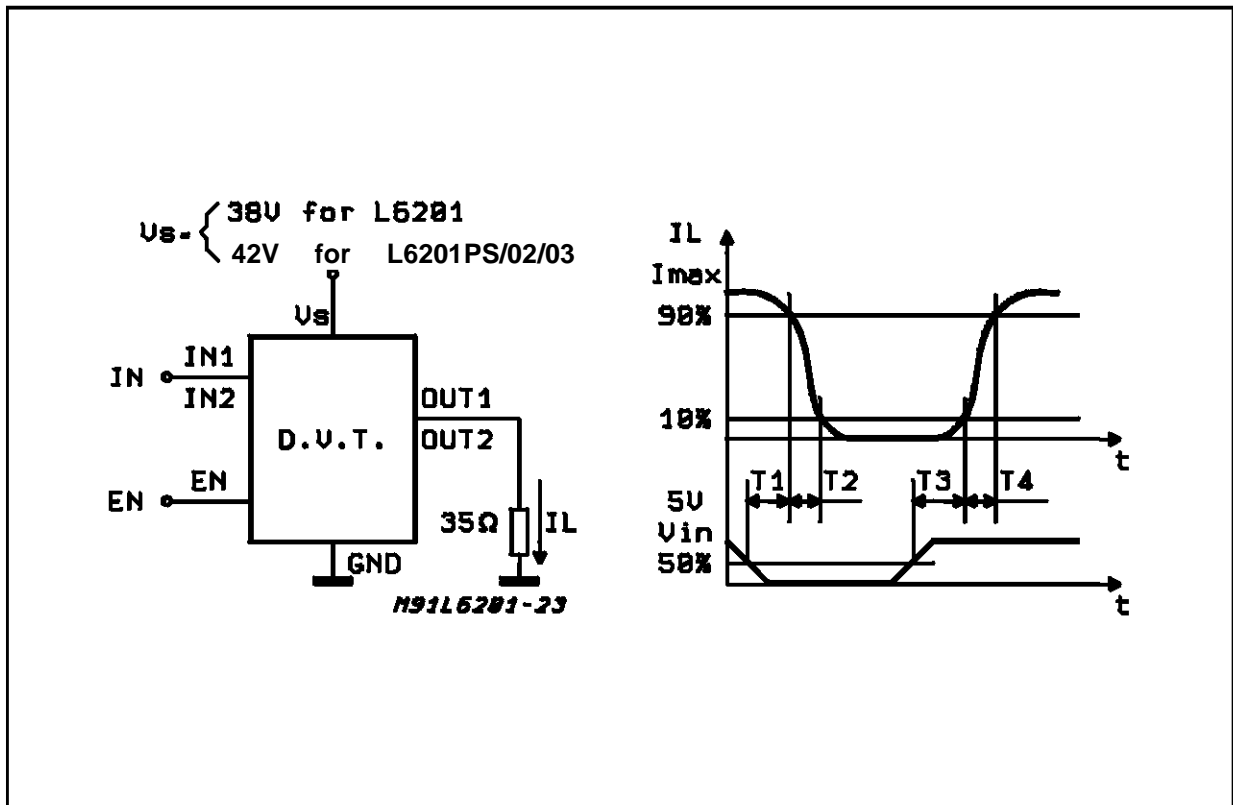 Vs= { 38V for L6201
42V for L6201PS/02/03
Vs
IN
IN1
IN2
EN
EN
D.V.T.
OUT1
OUT2
35Ω
IL
GND
M91L6201-23
IL
Imax
90%
10%
t
T1
T2
T3
T4
5V
Vin
50%
t